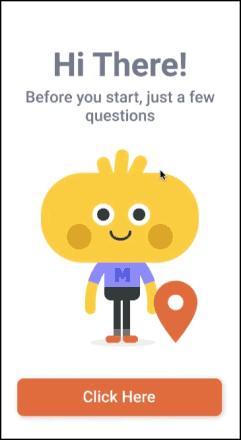 Hi There!
Before you start, just a few
questions
M
Click Here